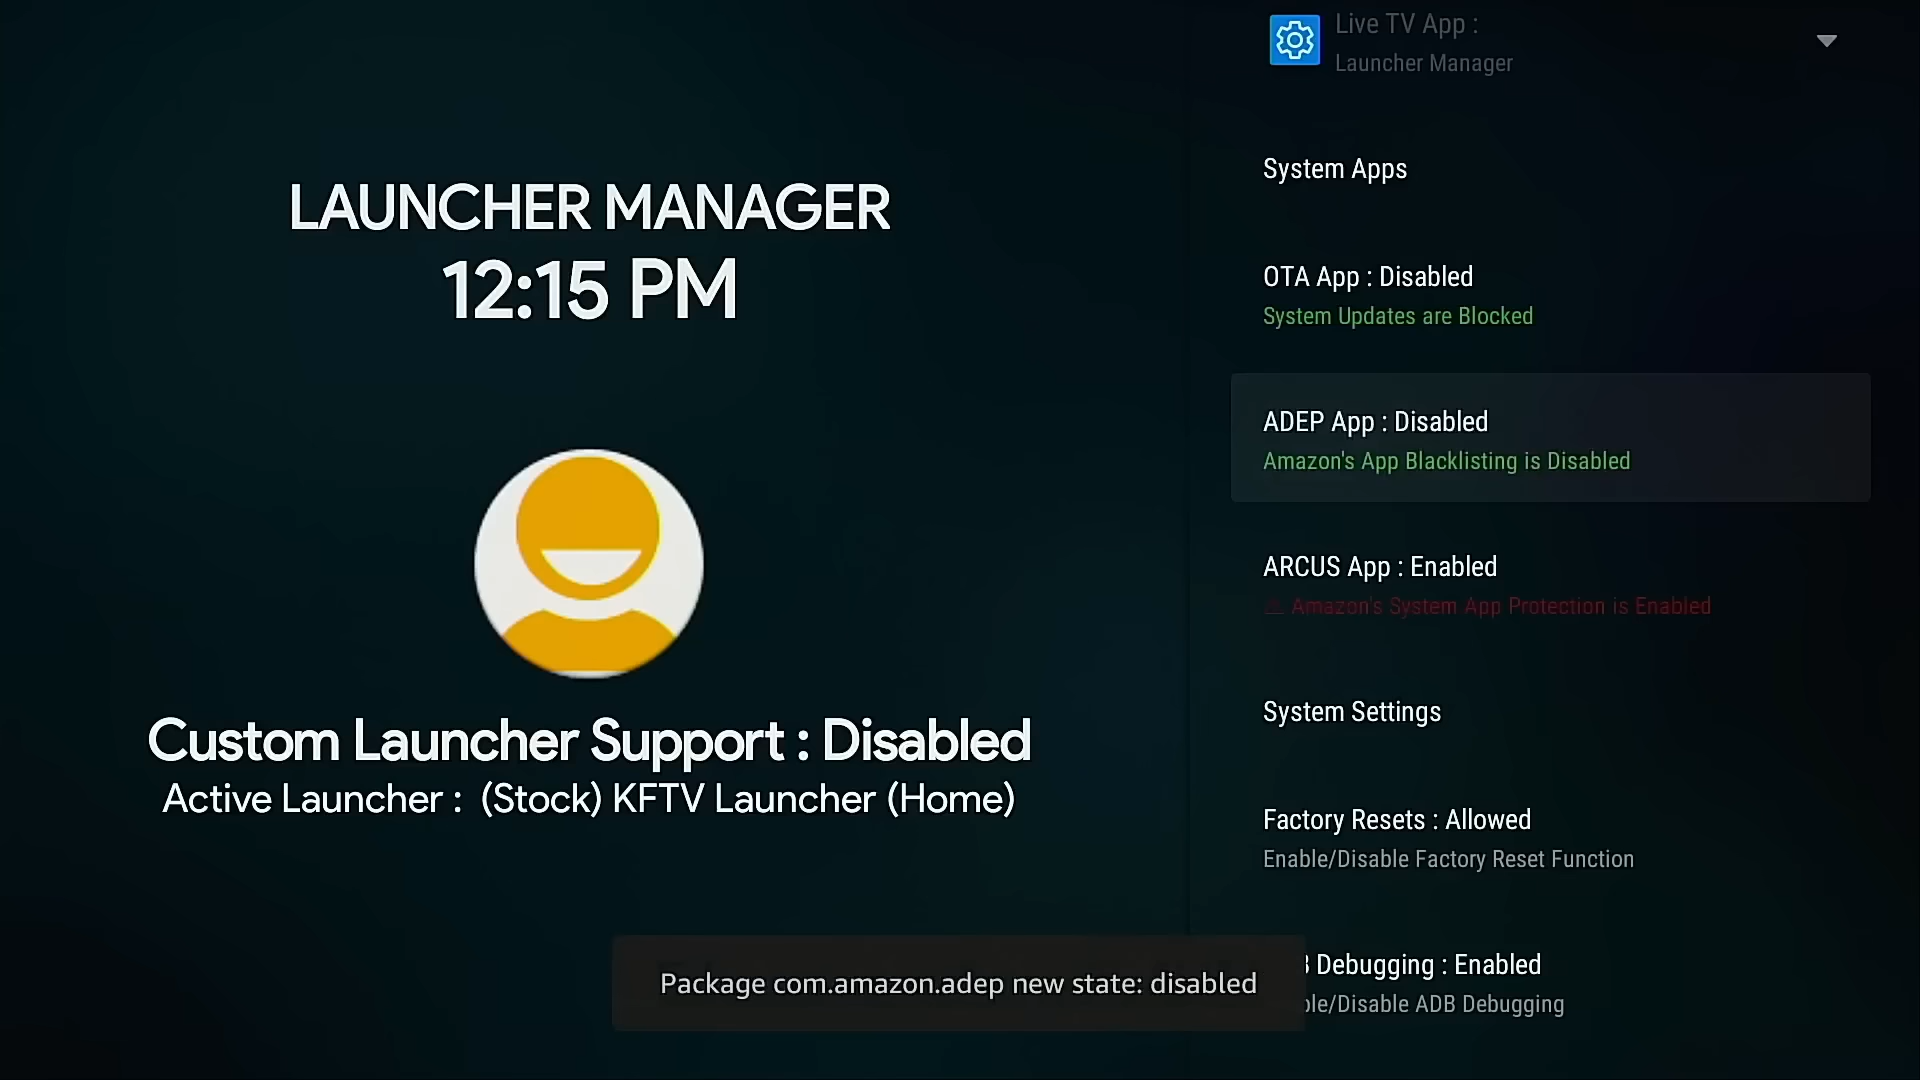 LAUNCHER MANAGER
12:15 PM
Custom Launcher Support : Disabled
Active Launcher : (Stock) KFTV Launcher (Home)
Live TV App :
Launcher Manager
System Apps
OTA App : Disabled
System Updates are Blocked
ADEP App : Disabled
Amazon's App Blacklisting is Disabled
ARCUS App : Enabled
⚠ Amazon's System App Protection is Enabled
System Settings
Factory Resets : Allowed
Enable/Disable Factory Reset Function
Debugging : Enabled
ble/Disable ADB Debugging
Package com.amazon.adep new state: disabled